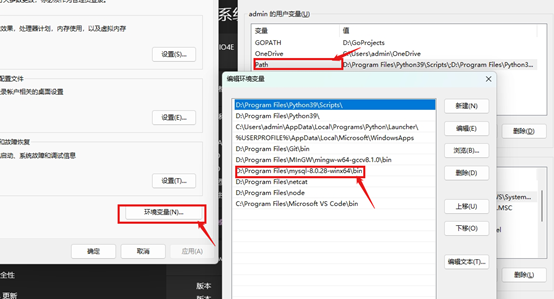 效果、处理器计划、内存使用，以及虚拟内存
设置(S)...
配置文件
录帐户相关的桌面设置
设置(E)...
和故障恢复
启动、系统故障和调试信息
设置(T)...
环境变量(N)...
确定
取消
应用(A)
全性
更新
版本
版本
系统
IO4E
admin 的用户变量(U)
变量
值
GOPATH
D:\GoProjects
OneDrive
C:\Users\admin\OneDrive
Path
D:\Program Files\Python39\Scripts\;D:\Program Files\Python3...
编辑环境变量
D:\Program Files\Python39\Scripts\
D:\Program Files\Python39\
C:\Users\admin\AppData\Local\Programs\Python\Launcher\
%USERPROFILE%\AppData\Local\Microsoft\WindowsApps
D:\Program Files\Git\bin
D:\Program Files\MInGW\mingw-w64-gccv8.1.0\bin
D:\Program Files\mysql-8.0.28-winx64\bin
D:\Program Files\netcat
D:\Program Files\node
C:\Program Files\Microsoft VS Code\bin
新建(N)
编辑(E)
浏览(B)...
删除(D)
上移(U)
下移(O)
编辑文本(T)...
删除(D)
VS\System...
.MSC
删除(L)